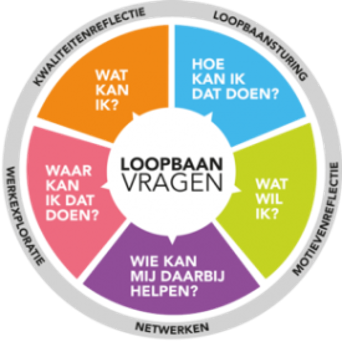 KWALITEITENREFLECTIE
LOOPBAANSTURING
WAT
KAN
IK?
HOE
KAN IK
DAT DOEN?
LOOPBAAN
VRAGEN
WAAR
KAN
IK DAT
DOEN?
WAT
WIL
IK?
WERKEXPLORATIE
MOTIEVENREFLECTIE
WIE KAN
MIJ DAARBIJ
HELPEN?
NETWERKEN